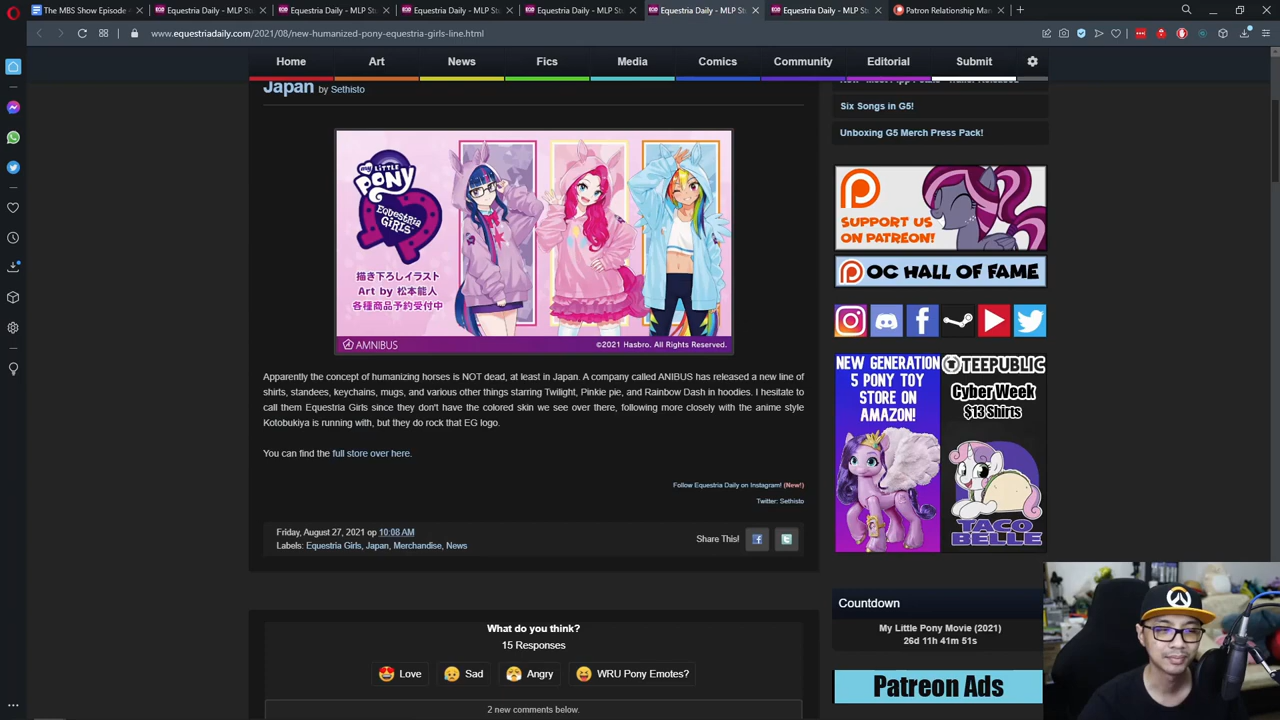 The MBS Show Episode
Equestria Daily - MLP St
Equestria Daily - MLP Stu
Equestria Daily - MLP Stu
Equestria Daily - MLP Stu
Equestria Daily - MLP St
Equestria Daily - MLP Stu
Patron Relationship Man
www.equestriadaily.com/2021/08/new-humanized-pony-equestria-girls-line.html
Home
Art
News
Fics
Media
Comics
Community
Editorial
Submit
Japan by Sethisto
my LITTLE PONY
EQUESTRIA GIRLS
描き下ろしイラスト
Art by 松本能人
各種商品予約受付中
AMNIBUS
©2021 Hasbro. All Rights Reserved.
Apparently the concept of humanizing horses is NOT dead, at least in Japan. A company called ANIBUS has released a new line of
shirts, standees, keychains, mugs, and various other things starring Twilight, Pinkie pie, and Rainbow Dash in hoodies. I hesitate to
call them Equestria Girls since they don't have the colored skin we see over there, following more closely with the anime style
Kotobukiya is running with, but they do rock that EG logo.
You can find the full store over here.
Follow Equestria Daily on Instagram! (New!)
Twitter: Sethisto
Friday, August 27, 2021 op 10:08 AM
Labels: Equestria Girls, Japan, Merchandise, News
Share This!
What do you think?
15 Responses
Love
Sad
Angry
WRU Pony Emotes?
2 new comments below.
Six Songs in G5!
Unboxing G5 Merch Press Pack!
SUPPORT US
ON PATREON!
OC HALL OF FAME
NEW GENERATION
5 PONY TOY
STORE ON
AMAZON!
TEEPUBLIC
Cyber Week
$13 Shirts
TACO
BELLE
Countdown
My Little Pony Movie (2021)
26d 11h 41m 51s
Patreon Ads